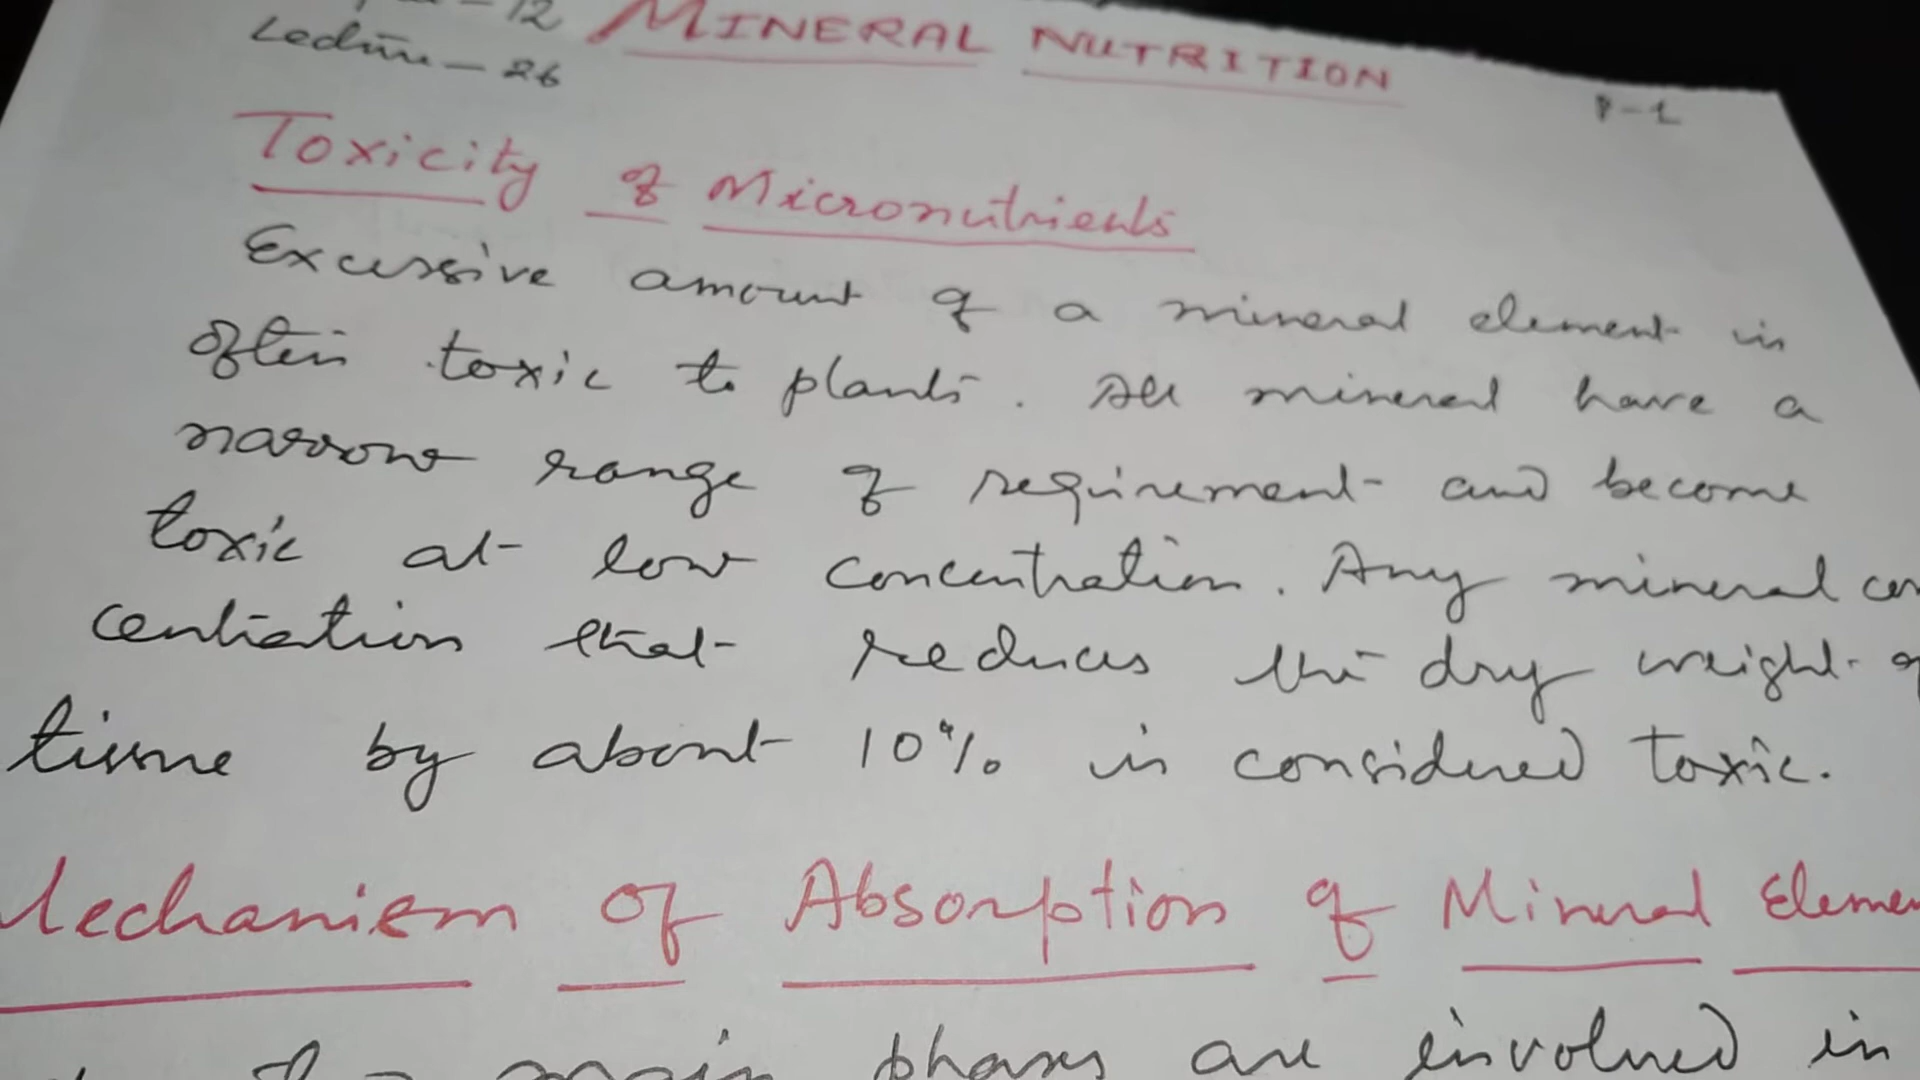 - 12 MINERAL NUTRITION
Lecture - 26
P-1
Toxicity of Micronutrients
Excessive amount of a mineral element is
often toxic to plants. All mineral have a
narrow range of requirement and become
toxic at low concentration. Any mineral con
centration that reduces the dry weight of
tissue by about 10% is considered toxic.
Mechanism of Absorption of Mineral Elemen
main phases are involved in